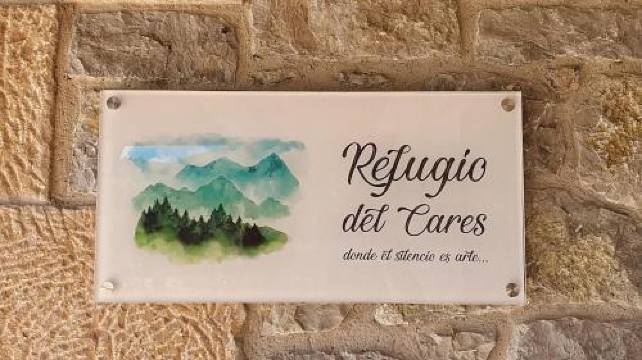 Refugio
del Cares
donde el silencio es arte...